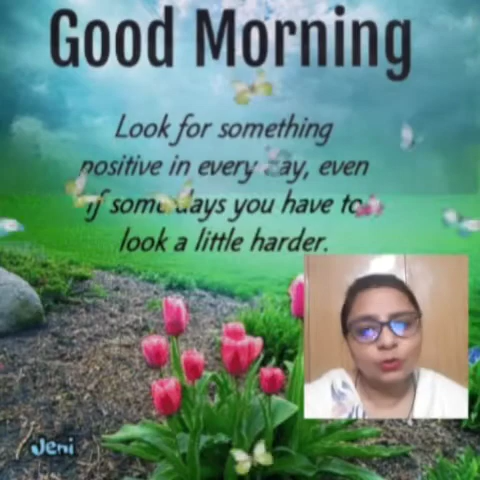 Good Morning
Look for something
positive in every day, even
if some days you have to
look a little harder.
Jeni